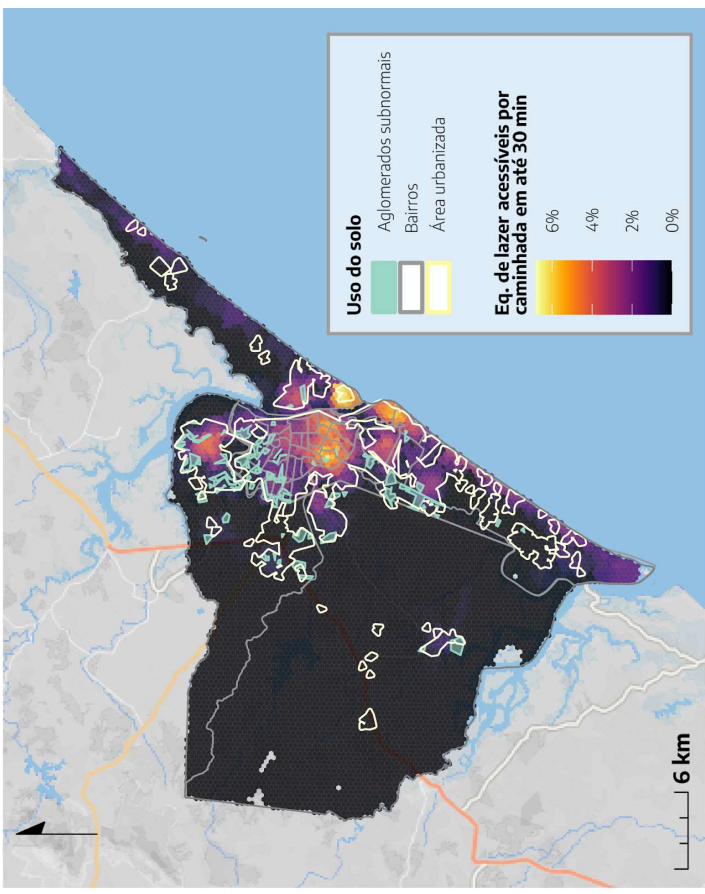 Uso do solo
Aglomerados subnormais
Bairros
Área urbanizada
Eq. de lazer acessíveis por
caminhada em até 30 min
6%
4%
2%
0%
6 km